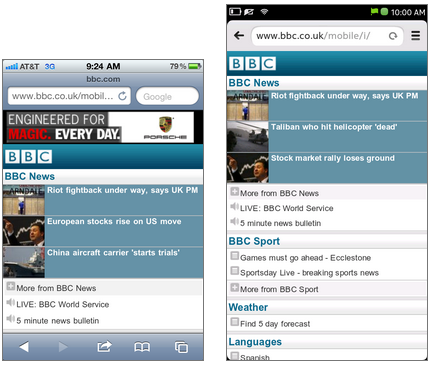 AT&T 3G 9:24 AM 79%
bbc.com
www.bbc.co.uk/mobil... Google
ENGINEERED FOR
MAGIC. EVERY DAY.
PORSCHE
BBC
BBC News
Riot fightback under way, says UK PM
European stocks rise on US move
China aircraft carrier 'starts trials'
More from BBC News
LIVE: BBC World Service
5 minute news bulletin
10:00 AM
www.bbc.co.uk/mobile/i/
BBC
BBC News
Riot fightback under way, says UK PM
Taliban who hit helicopter 'dead'
Stock market rally loses ground
More from BBC News
LIVE: BBC World Service
5 minute news bulletin
BBC Sport
Games must go ahead - Ecclestone
Sportsday Live - breaking sports news
More from BBC Sport
Weather
Find 5 day forecast
Languages
Spanish